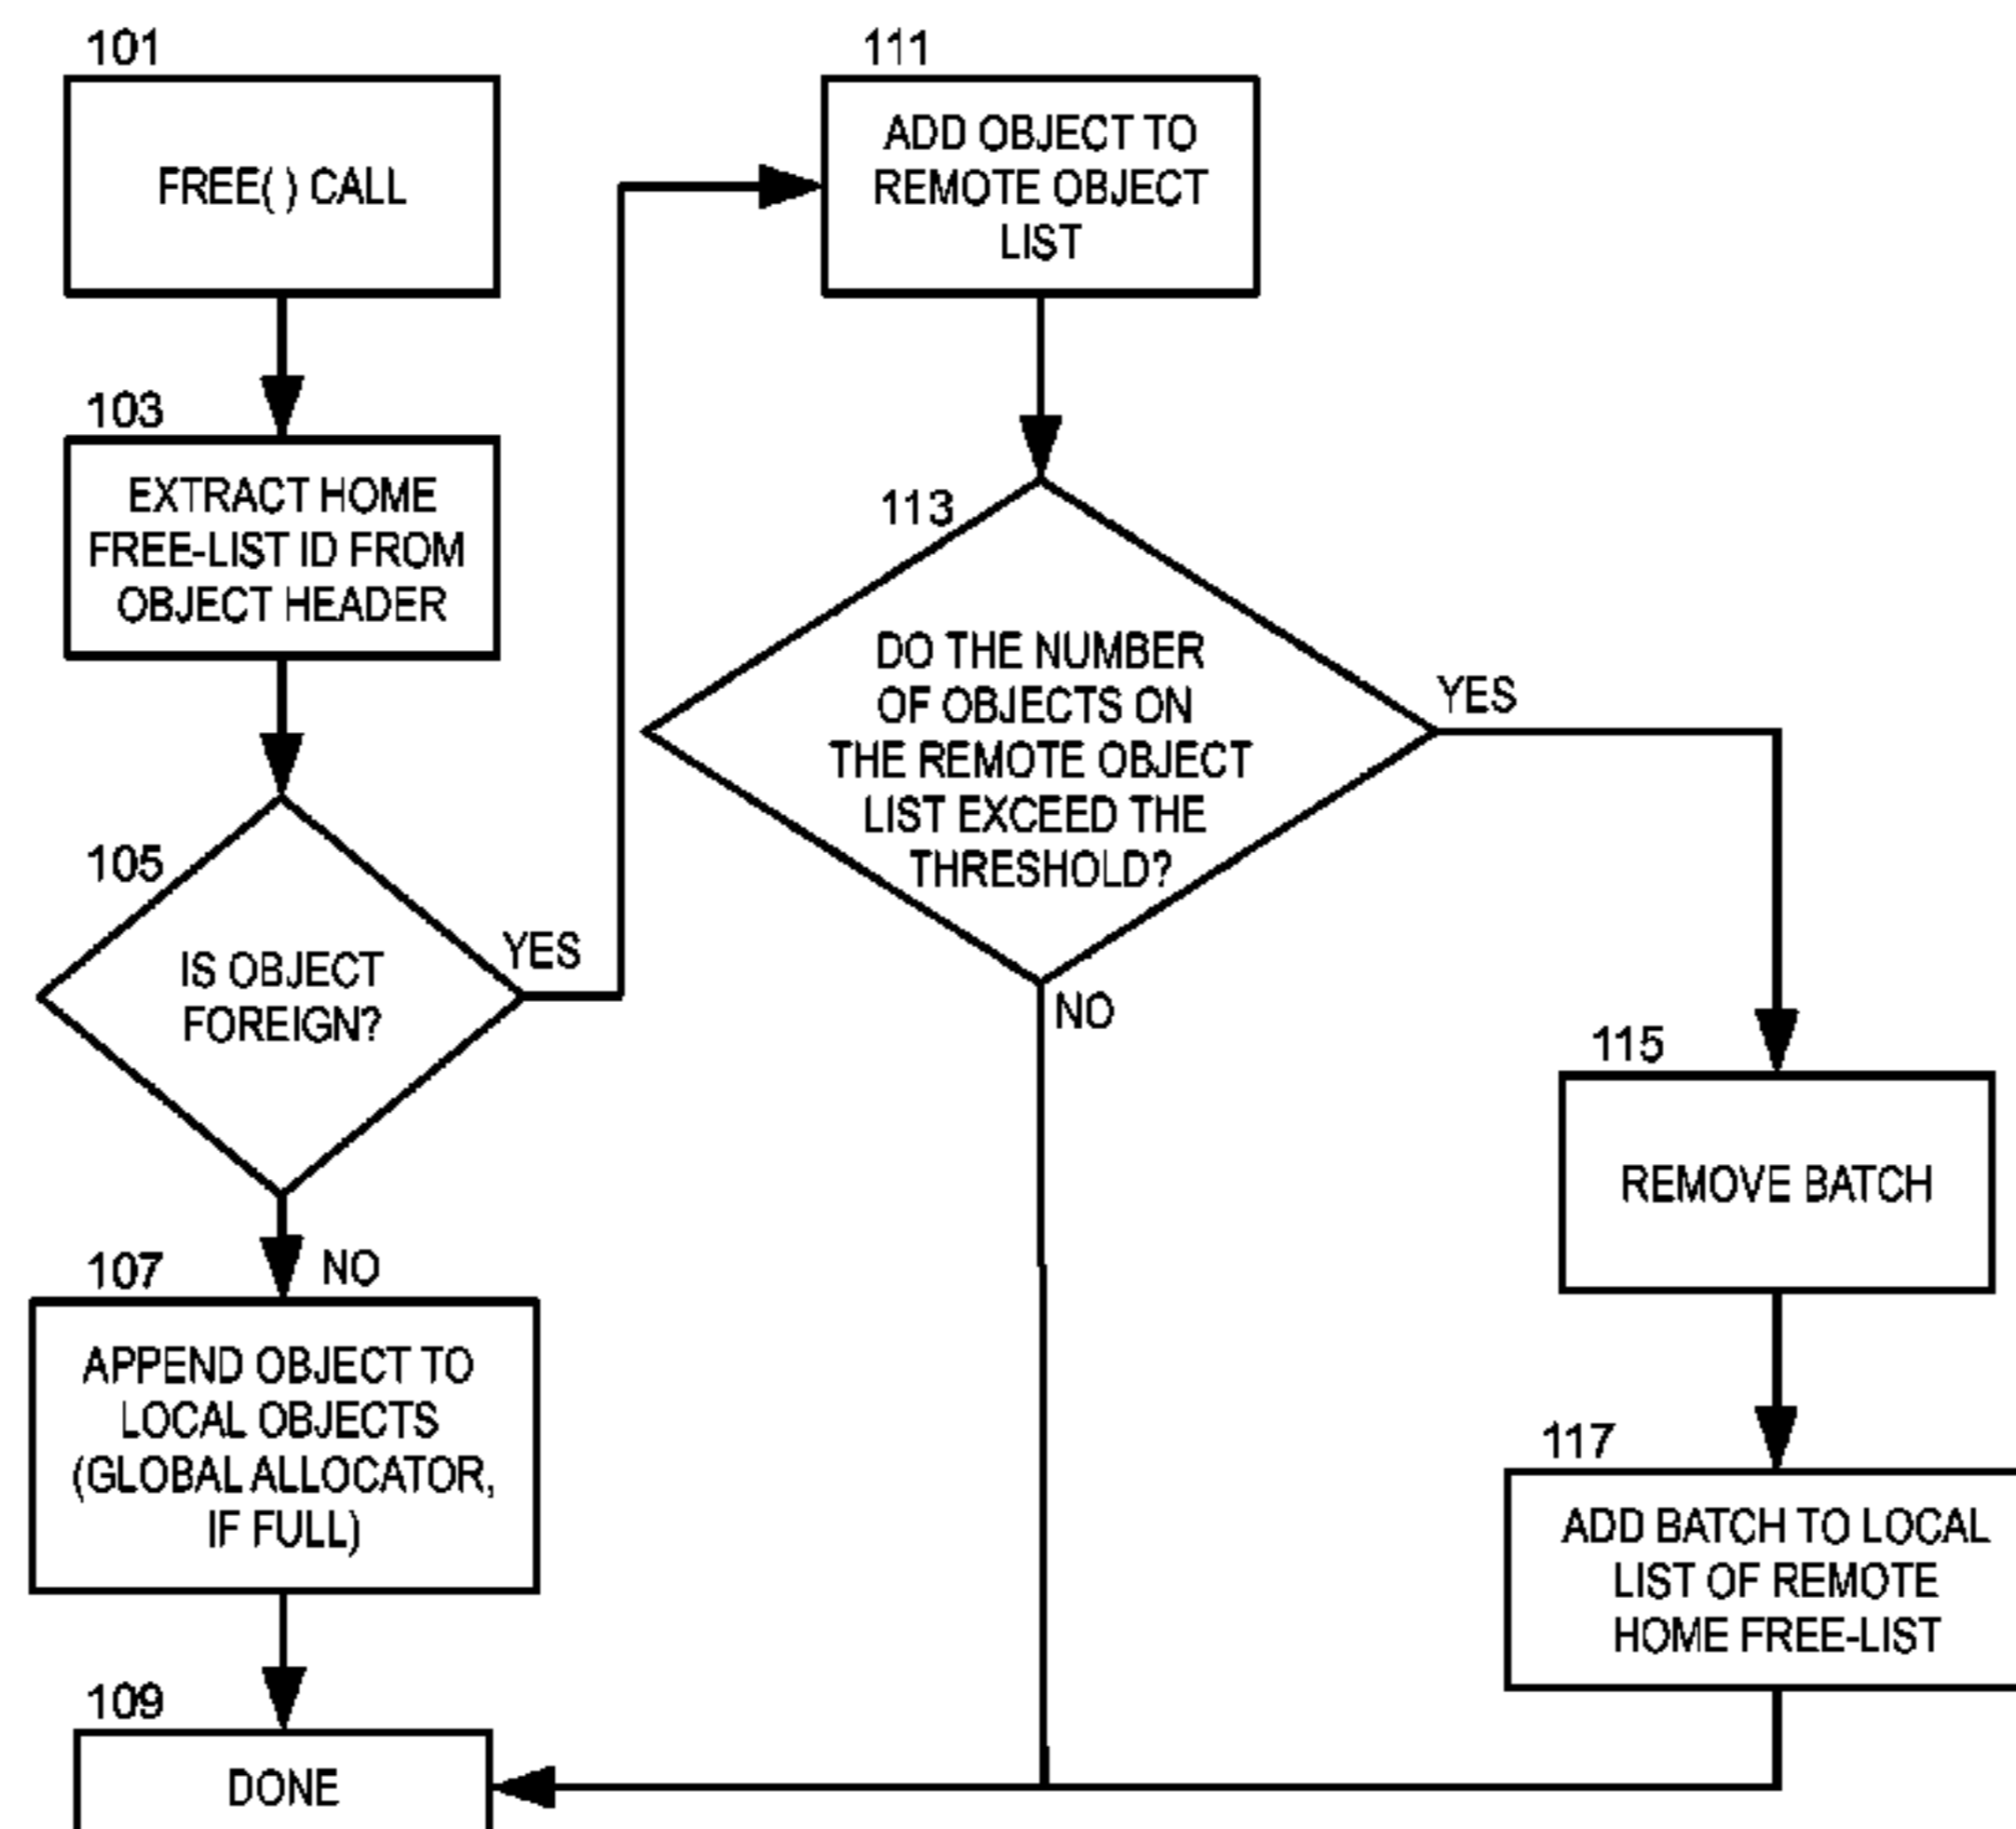 101
FREE( ) CALL
103
EXTRACT HOME
FREE-LIST ID FROM
OBJECT HEADER
105
IS OBJECT
FOREIGN?
YES
NO
107
APPEND OBJECT TO
LOCAL OBJECTS
(GLOBAL ALLOCATOR,
IF FULL)
109
DONE
111
ADD OBJECT TO
REMOTE OBJECT
LIST
113
DO THE NUMBER
OF OBJECTS ON
THE REMOTE OBJECT
LIST EXCEED THE
THRESHOLD?
YES
NO
115
REMOVE BATCH
117
ADD BATCH TO LOCAL
LIST OF REMOTE
HOME FREE-LIST